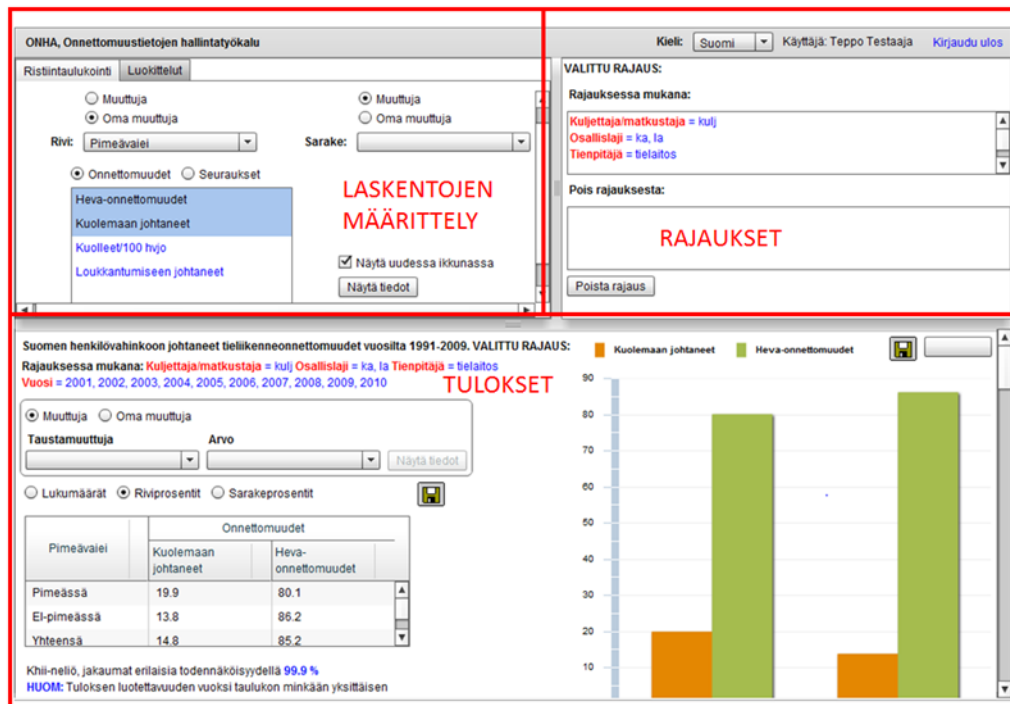 ONHA, Onnettomuustietojen hallintatyökalu
Kieli: Suomi Käyttäjä: Teppo Testaaja Kirjaudu ulos
Ristiintaulukointi Luokittelut
Muuttuja
Oma muuttuja
Rivi: Pimeävaiei
Muuttuja
Oma muuttuja
Sarake:
Onnettomuudet Seuraukset
Heva-onnettomuudet
Kuolemaan johtaneet
Kuolleet/100 hvjo
Loukkantumiseen johtaneet
LASKENTOJEN
MÄÄRITTELY
Näytä uudessa ikkunassa
Näytä tiedot
VALITTU RAJAUS:
Rajauksessa mukana:
Kuljettaja/matkustaja = kulj
Osallislaji = ka, la
Tienpitäjä = tielaitos
Pois rajauksesta:
RAJAUKSET
Poista rajaus
Suomen henkilövahinkoon johtaneet tieliikenneonnettomuudet vuosilta 1991-2009. VALITTU RAJAUS:
Rajauksessa mukana: Kuljettaja/matkustaja = kulj Osallislaji = ka, la Tienpitäjä = tielaitos
Vuosi = 2001, 2002, 2003, 2004, 2005, 2006, 2007, 2008, 2009, 2010
TULOKSET
Muuttuja Oma muuttuja
Taustamuuttuja Arvo
Näytä tiedot
Lukumäärät Riviprosentit Sarakeprosentit
Pimeävaiei
Onnettomuudet
Kuolemaan
johtaneet
Heva-
onnettomuudet
Pimeässä 19.9 80.1
EI-pimeässä 13.8 86.2
Yhteensä 14.8 85.2
Khii-neliö, jakaumat erilaisia todennäköisyydellä 99.9 %
HUOM: Tuloksen luotettavuuden vuoksi taulukon minkään yksittäisen
Kuolemaan johtaneet Heva-onnettomuudet
90
80
70
60
50
40
30
20
10